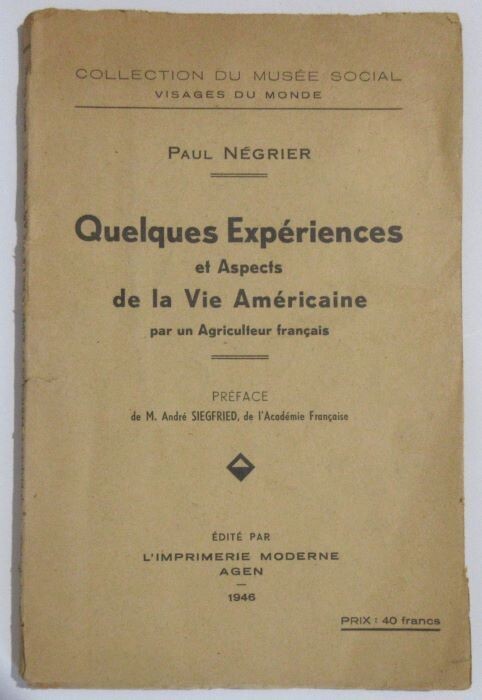 COLLECTION DU MUSÉE SOCIAL
VISAGES DU MONDE
PAUL NÉGRIER
Quelques Expériences
et Aspects
de la Vie Américaine
par un Agriculteur français
PRÉFACE
de M. André SIEGFRIED, de l'Académie Française
ÉDITÉ PAR
L'IMPRIMERIE MODERNE
AGEN
—
1946
PRIX : 40 francs